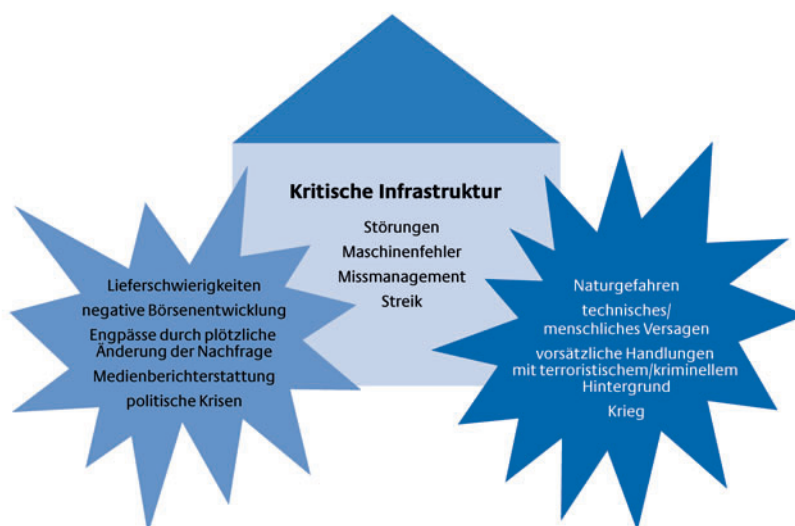 Kritische Infrastruktur
Störungen
Maschinenfehler
Missmanagement
Streik
Lieferschwierigkeiten
negative Börsenentwicklung
Engpässe durch plötzliche
Änderung der Nachfrage
Medienberichterstattung
politische Krisen
Naturgefahren
technisches/
menschliches Versagen
vorsätzliche Handlungen
mit terroristischem/kriminellem
Hintergrund
Krieg